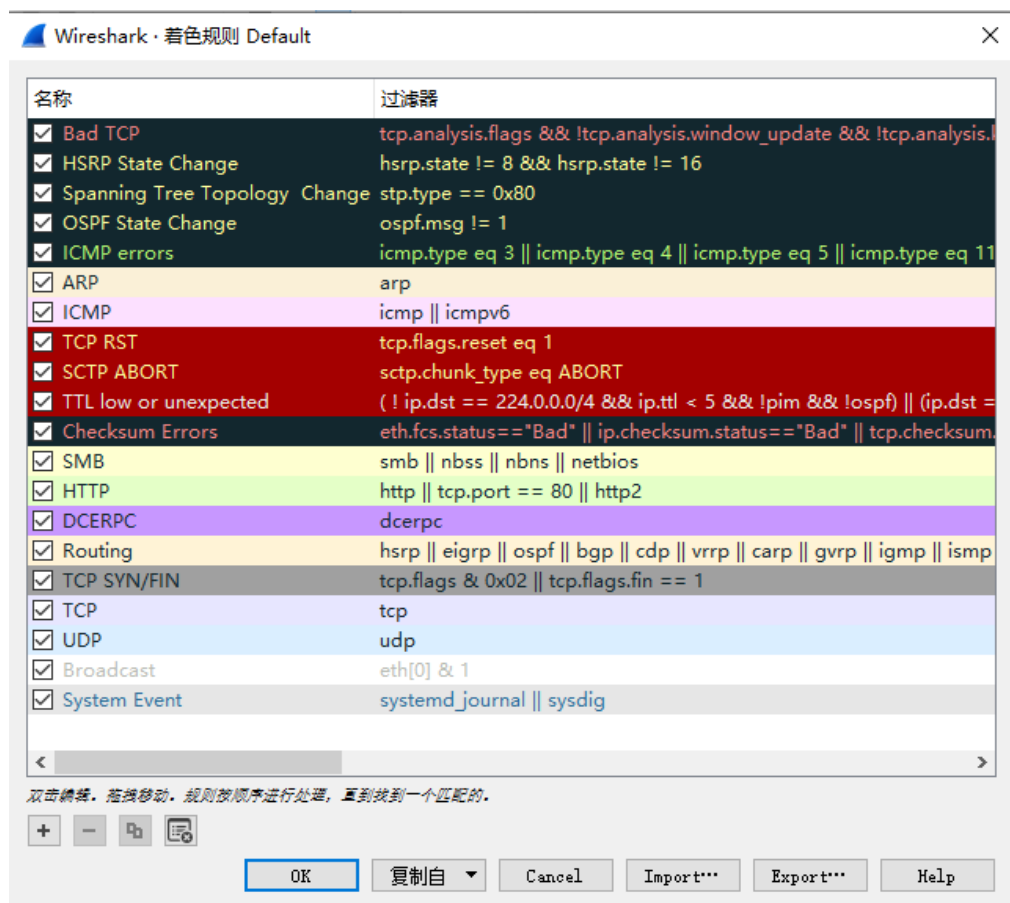 Wireshark · 着色规则 Default
名称 过滤器
Bad TCP tcp.analysis.flags && !tcp.analysis.window_update && !tcp.analysis.
HSRP State Change hsrp.state != 8 && hsrp.state != 16
Spanning Tree Topology  Change stp.type == 0x80
OSPF State Change ospf.msg != 1
ICMP errors icmp.type eq 3 || icmp.type eq 4 || icmp.type eq 5 || icmp.type eq 11
ARP arp
ICMP icmp || icmpv6
TCP RST tcp.flags.reset eq 1
SCTP ABORT sctp.chunk_type eq ABORT
TTL low or unexpected ( ! ip.dst == 224.0.0.0/4 && ip.ttl < 5 && !pim && !ospf) || (ip.dst =
Checksum Errors eth.fcs.status=="Bad" || ip.checksum.status=="Bad" || tcp.checksum.
SMB smb || nbss || nbns || netbios
HTTP http || tcp.port == 80 || http2
DCERPC dcerpc
Routing hsrp || eigrp || ospf || bgp || cdp || vrrp || carp || gvrp || igmp || ismp
TCP SYN/FIN tcp.flags & 0x02 || tcp.flags.fin == 1
TCP tcp
UDP udp
Broadcast eth[0] & 1
System Event systemd_journal || sysdig
双击编辑。拖拽移动。规则按顺序进行处理，直到找到一个匹配的。
OK 复制自 Cancel Import… Export… Help